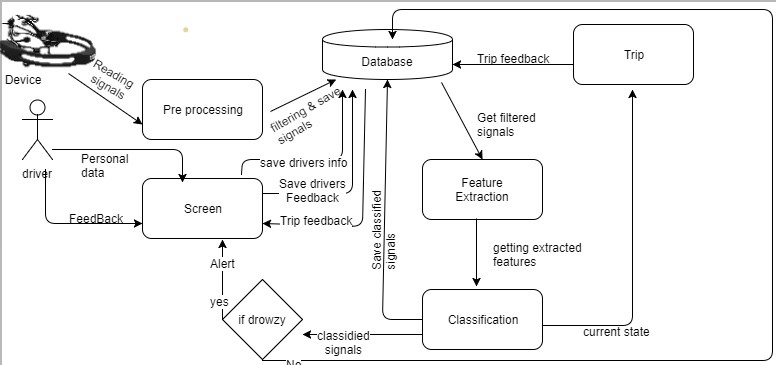 Device
Reading
signals
Pre processing
filtering & save
signals
Database
Trip feedback
Trip
Get filtered
signals
Feature
Extraction
getting extracted
features
Classification
current state
Save classified
signals
classidied
signals
if drowzy
No
yes
Alert
driver
Personal
data
FeedBack
Screen
save drivers info
Save drivers
Feedback
Trip feedback